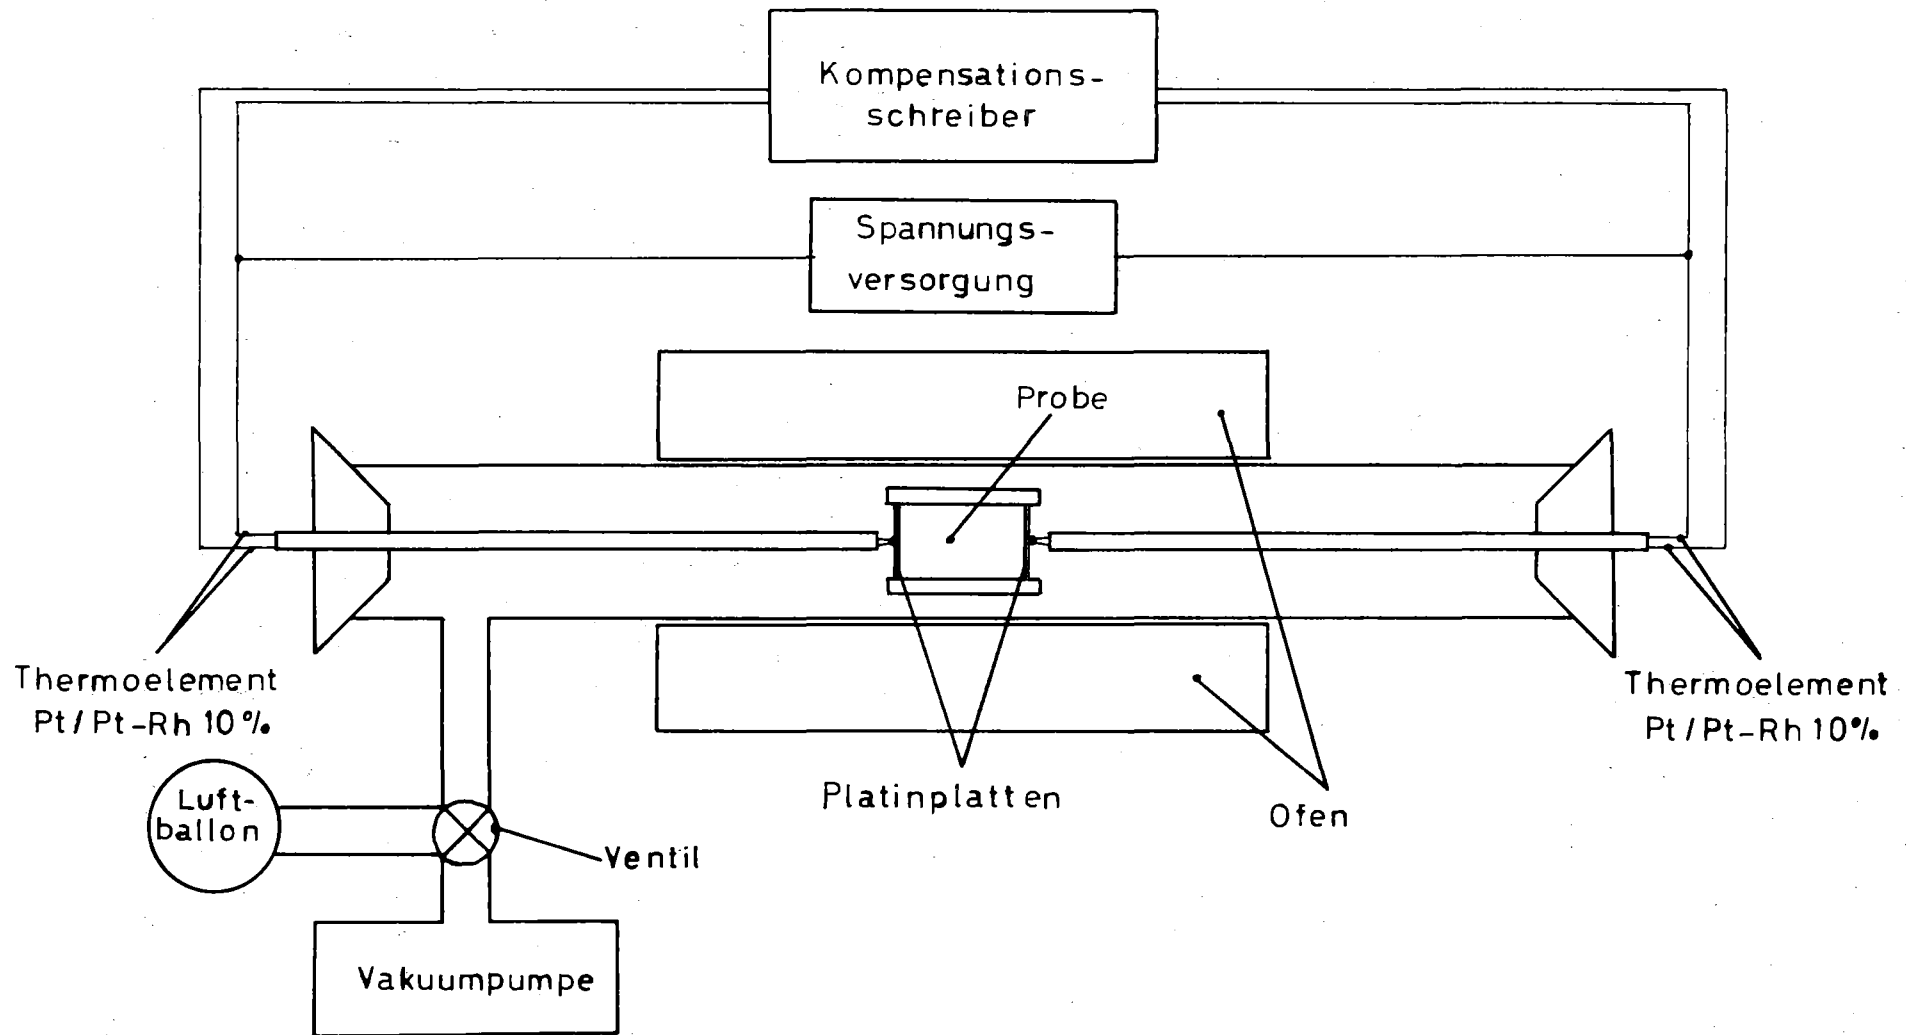 Kompensations-
schreiber
Spannungs-
versorgung
Probe
Thermoelement
Pt/Pt-Rh 10%
Thermoelement
Pt/Pt-Rh 10%
Platinplatten
Ofen
Luft-
ballon
Ventil
Vakuumpumpe